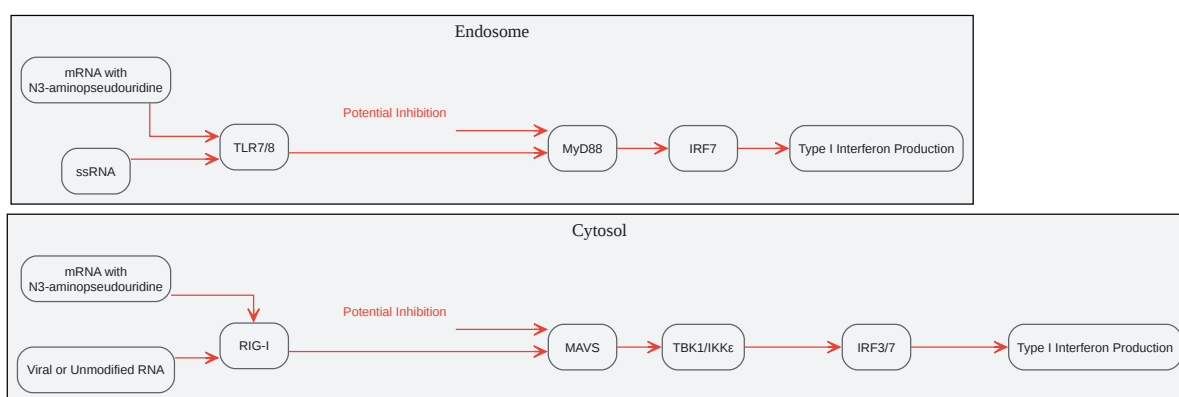 Endosome
mRNA with
N3-aminopseudouridine
Potential Inhibition
TLR7/8
MyD88
IRF7
Type I Interferon Production
ssRNA
Cytosol
mRNA with
N3-aminopseudouridine
Potential Inhibition
RIG-I
MAVS
TBK1/IKKε
IRF3/7
Type I Interferon Production
Viral or Unmodified RNA